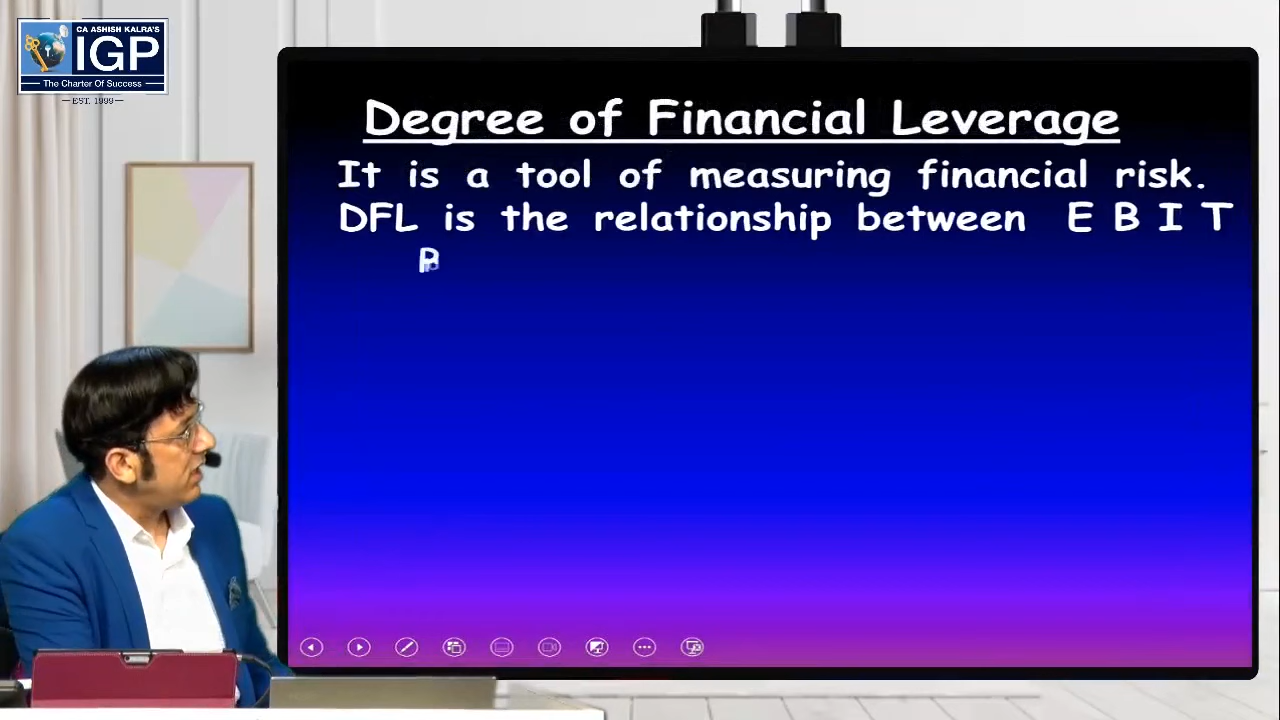 CA ASHISH KALRA'S
IGP
The Charter Of Success
EST. 1999
Degree of Financial Leverage
It is a tool of measuring financial risk.
DFL is the relationship between E B I T